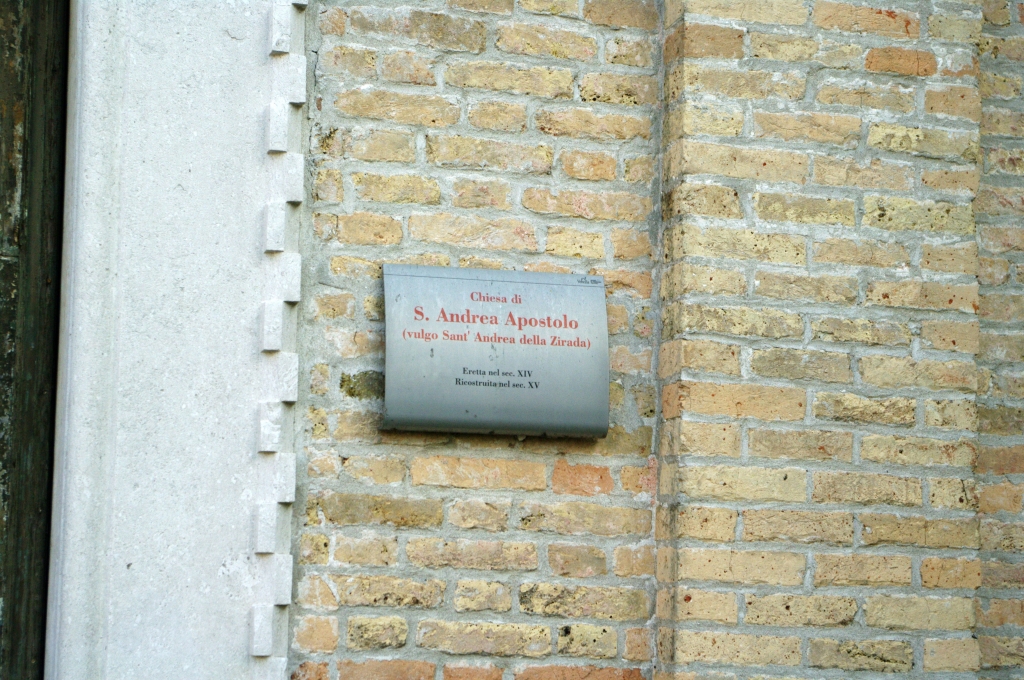 Chiesa di
S. Andrea Apostolo
(vulgo Sant' Andrea della Zirada)
Eretta nel sec. XIV
Ricostruita nel sec. XV